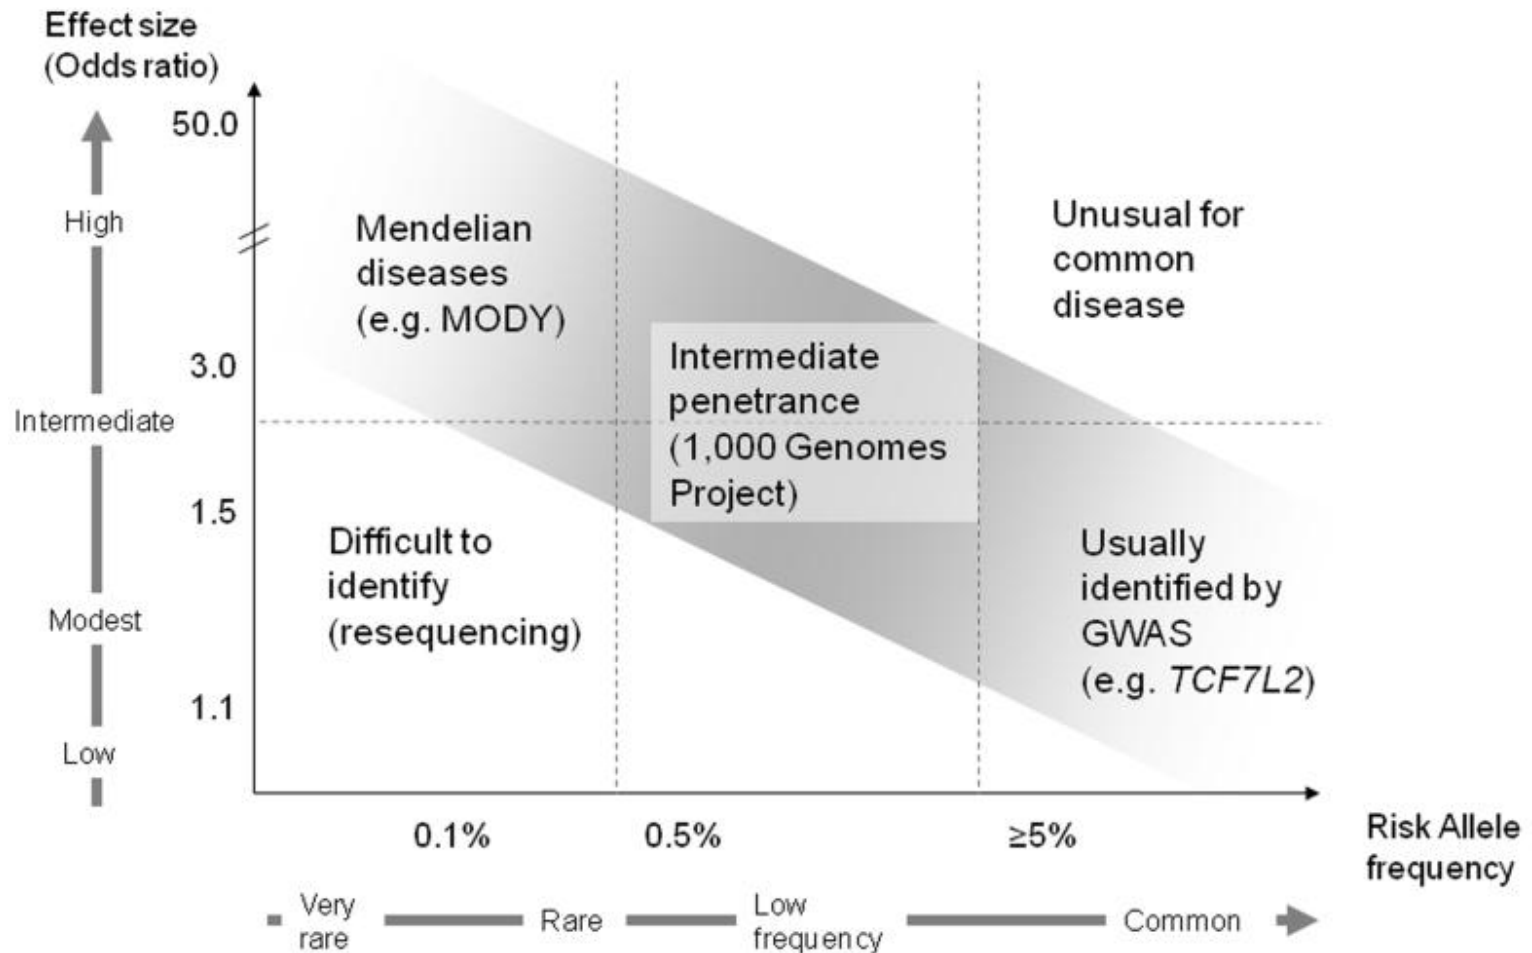 Effect size
(Odds ratio)
50.0
High
Mendelian
diseases
(e.g. MODY)
Unusual for
common
disease
3.0
Intermediate
Intermediate
penetrance
(1,000 Genomes
Project)
1.5
Difficult to
identify
(resequencing)
Usually
identified by
GWAS
(e.g. TCF7L2)
Modest
1.1
Low
0.1%
0.5%
≥5%
Risk Allele
frequency
Very
rare
Rare
Low
frequency
Common